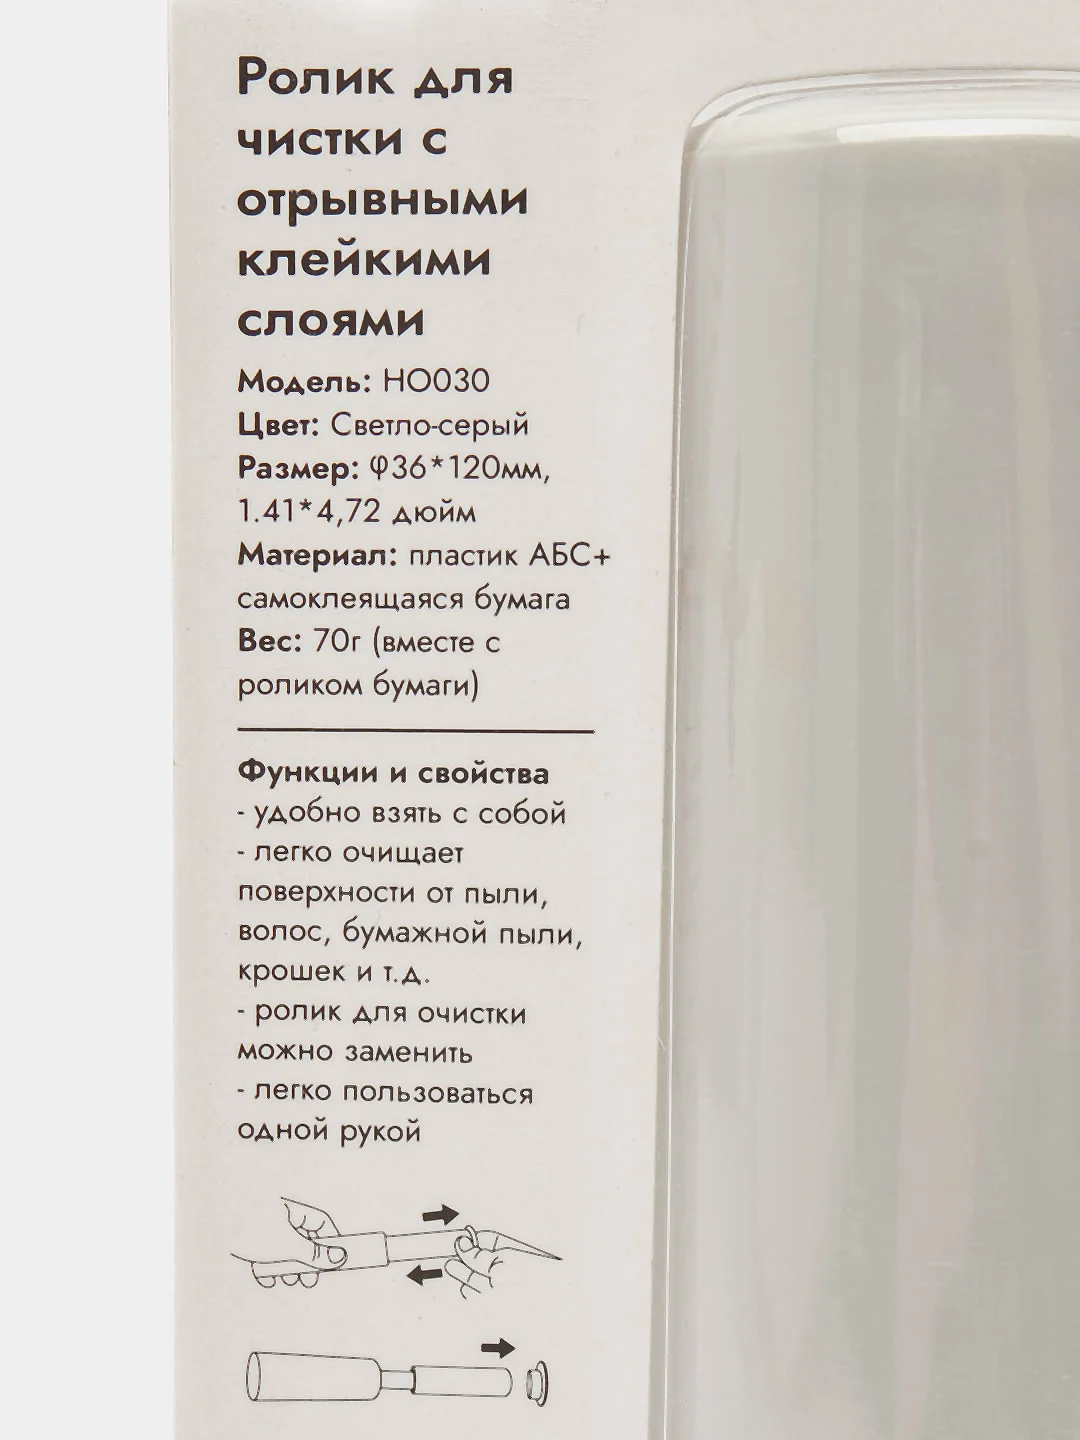 Ролик для
чистки с
отрывными
клейкими
слоями
Модель: HO030
Цвет: Светло-серый
Размер: φ36*120мм,
1.41*4,72 дюйм
Материал: пластик АБС+
самоклеящаяся бумага
Вес: 70г (вместе с
роликом бумаги)
Функции и свойства
- удобно взять с собой
- легко очищает
поверхности от пыли,
волос, бумажной пыли,
крошек и т.д.
- ролик для очистки
можно заменить
- легко пользоваться
одной рукой